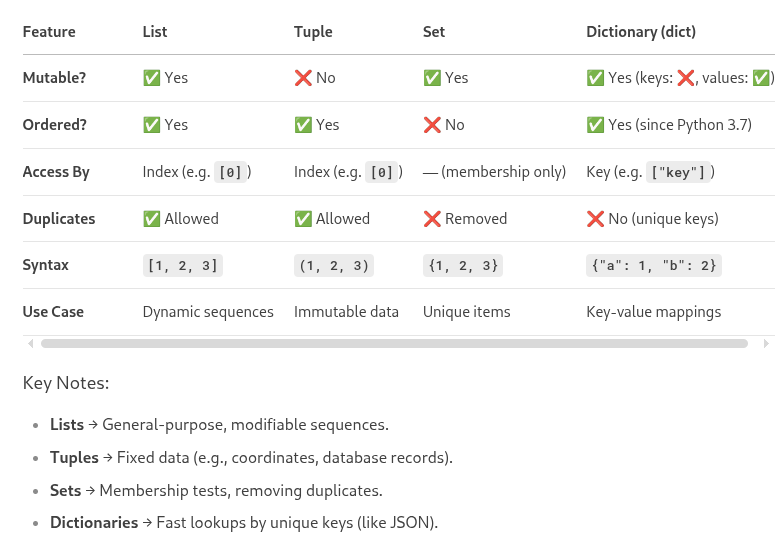 Feature List Tuple Set Dictionary (dict)
Mutable? ✅ Yes ❌ No ✅ Yes ✅ Yes (keys: ❌, values: ✅)
Ordered? ✅ Yes ✅ Yes ❌ No ✅ Yes (since Python 3.7)
Access By Index (e.g. [0]) Index (e.g. [0]) — (membership only) Key (e.g. ["key"])
Duplicates ✅ Allowed ✅ Allowed ❌ Removed ❌ No (unique keys)
Syntax [1, 2, 3] (1, 2, 3) {1, 2, 3} {"a": 1, "b": 2}
Use Case Dynamic sequences Immutable data Unique items Key-value mappings
Key Notes:
• Lists → General-purpose, modifiable sequences.
• Tuples → Fixed data (e.g., coordinates, database records).
• Sets → Membership tests, removing duplicates.
• Dictionaries → Fast lookups by unique keys (like JSON).